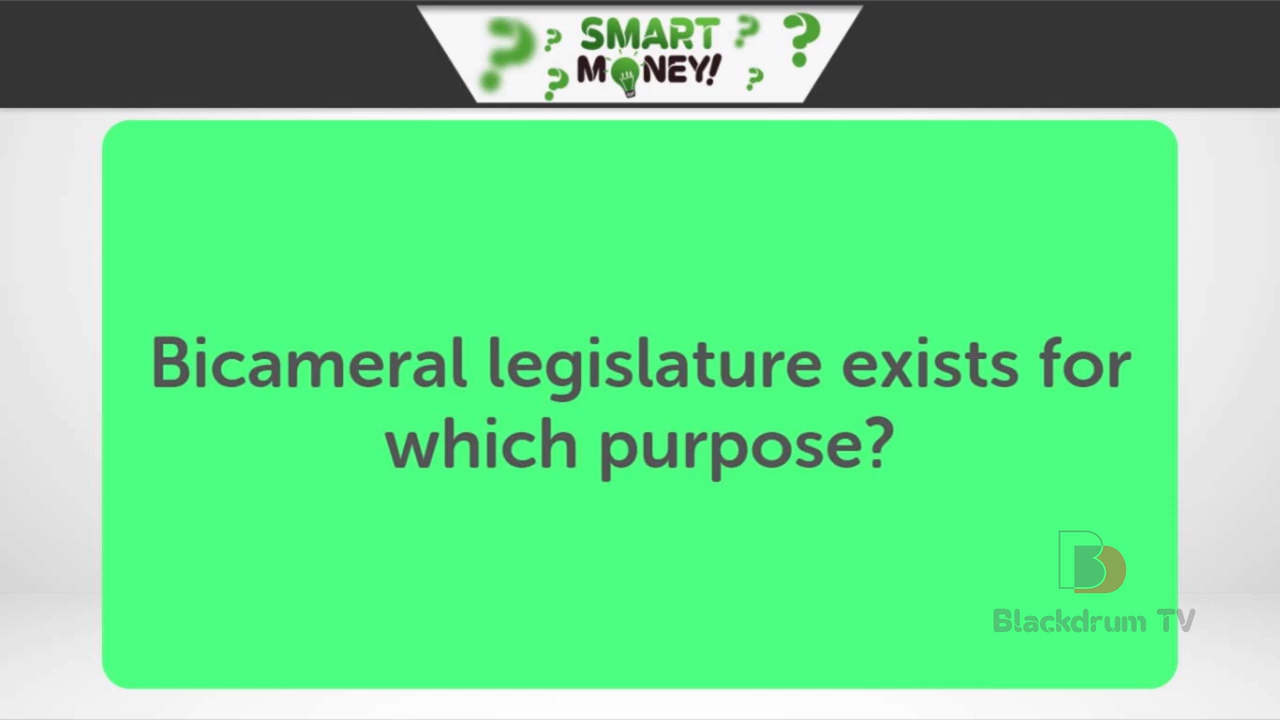 SMART
MONEY!
Bicameral legislature exists for
which purpose?
Blackdrum TV